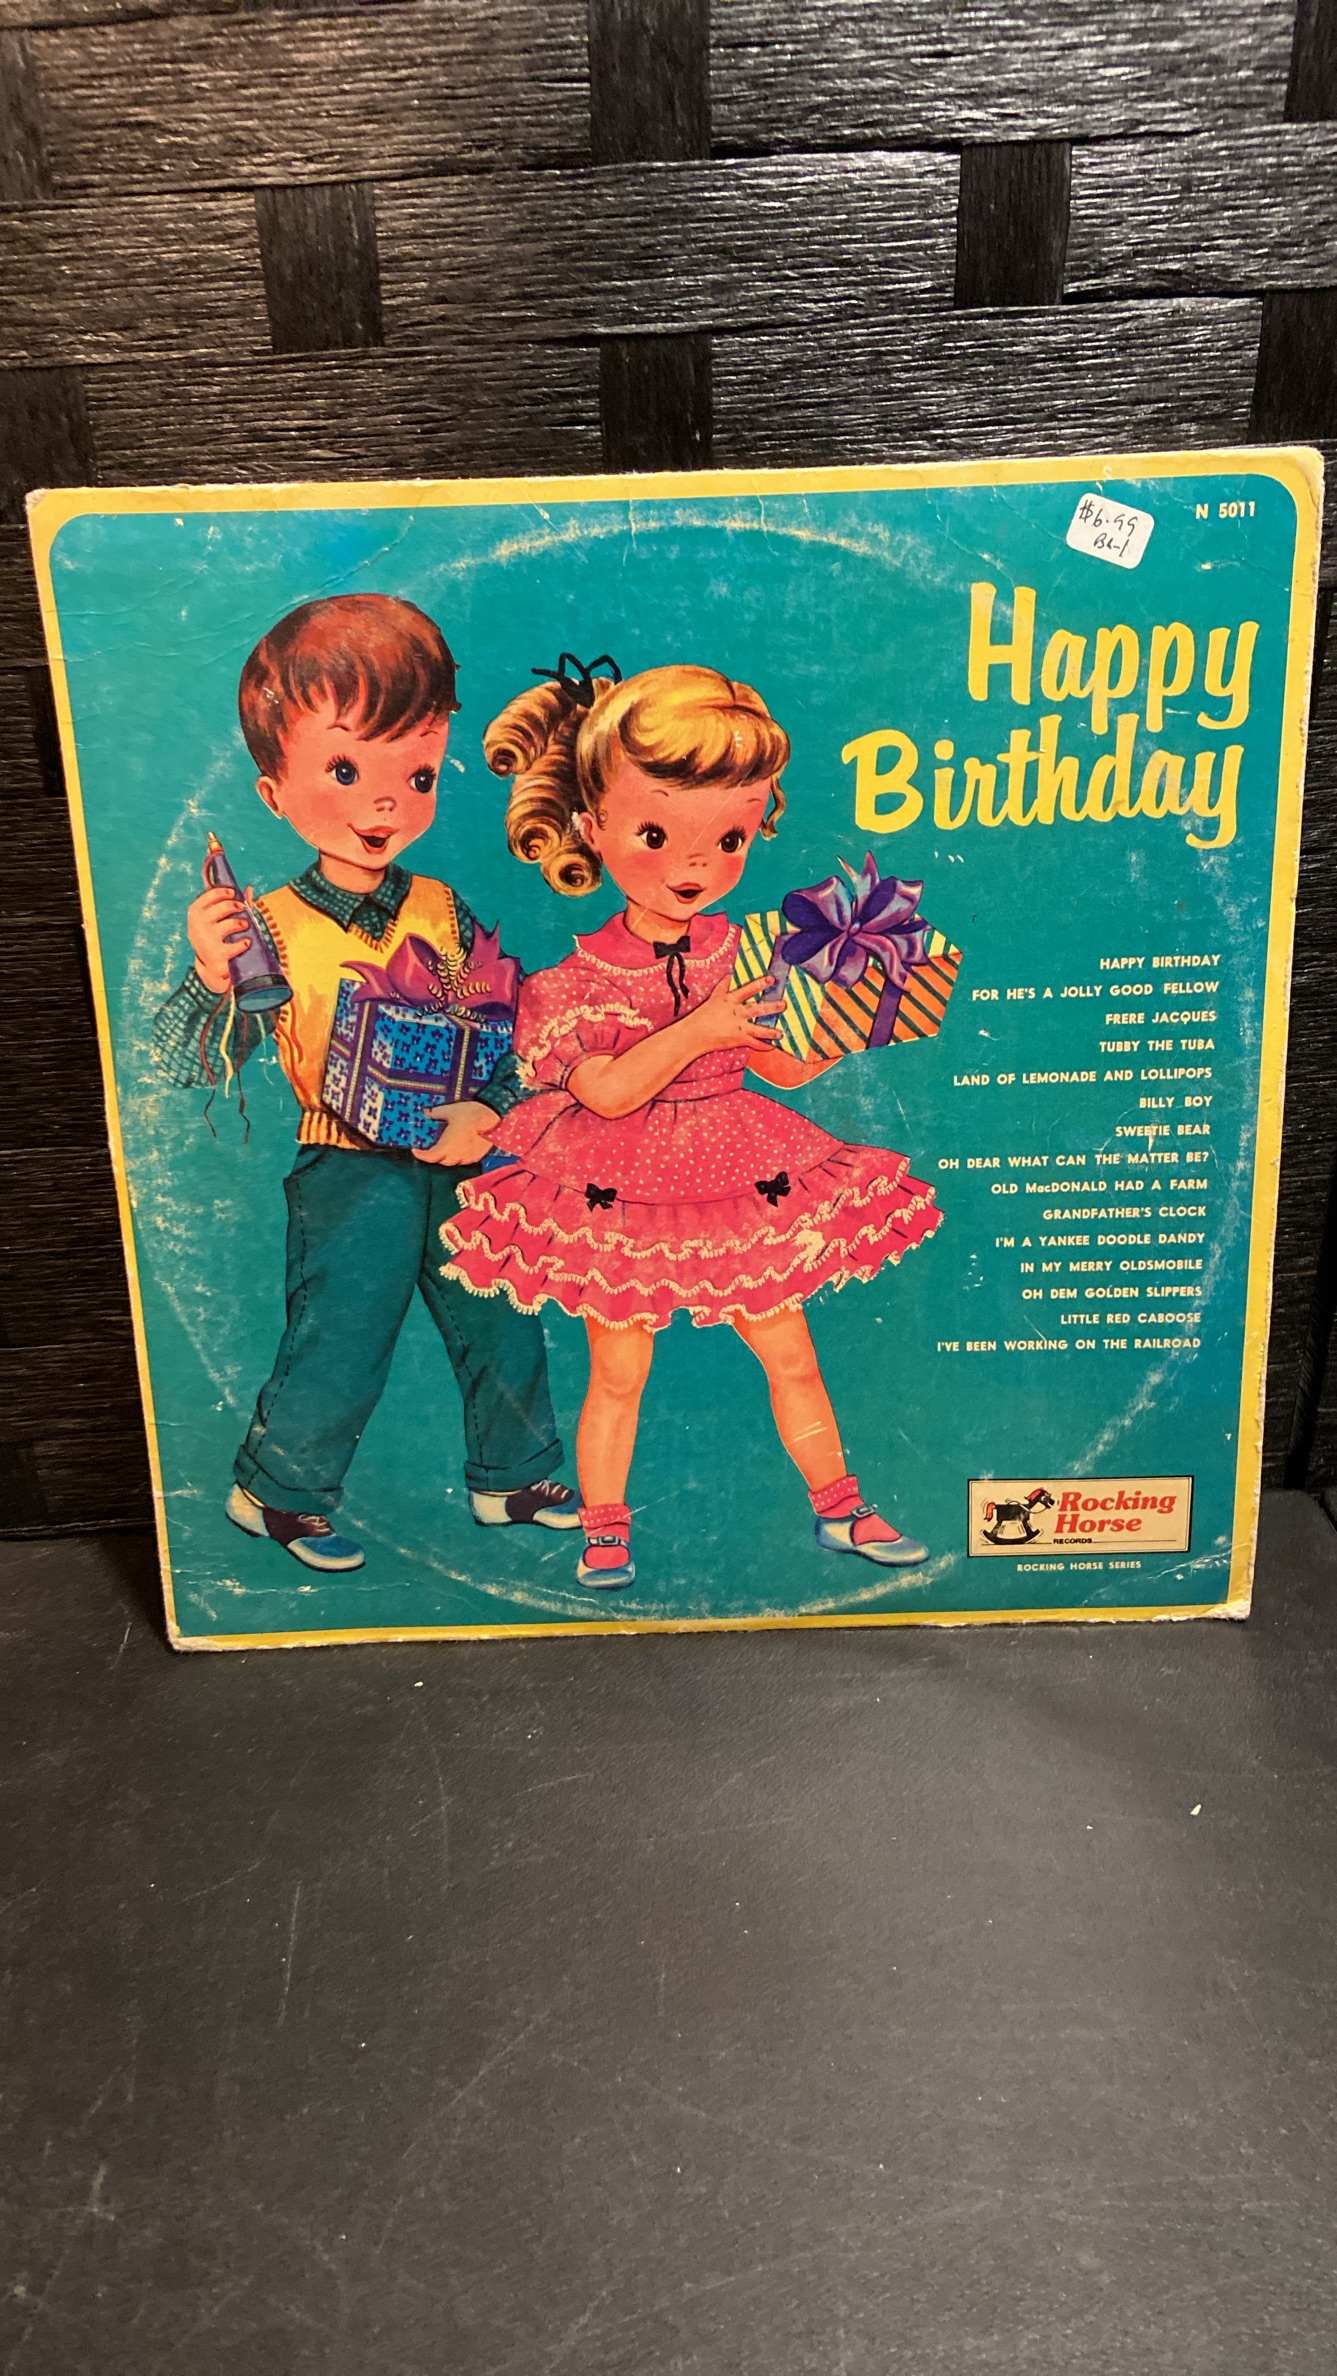 $6.99
BR-1
N 5011
Happy
Birthday
HAPPY BIRTHDAY
FOR HE'S A JOLLY GOOD FELLOW
FRERE JACQUES
TUBBY THE TUBA
LAND OF LEMONADE AND LOLLIPOPS
BILLY BOY
SWEETIE BEAR
OH DEAR WHAT CAN THE MATTER BE?
OLD MacDONALD HAD A FARM
GRANDFATHER'S CLOCK
I'M A YANKEE DOODLE DANDY
IN MY MERRY OLDSMOBILE
OH DEM GOLDEN SLIPPERS
LITTLE RED CABOOSE
I'VE BEEN WORKING ON THE RAILROAD
Rocking
Horse
RECORDS
ROCKING HORSE SERIES